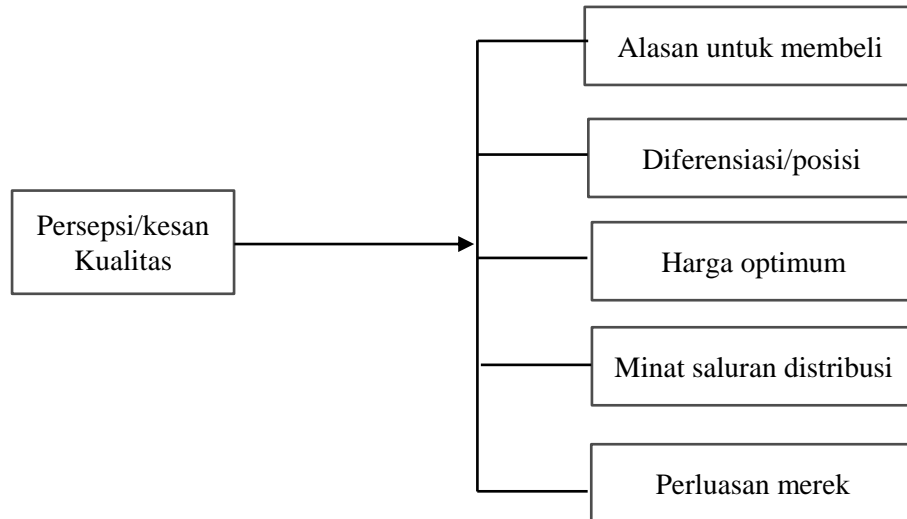 Alasan untuk membeli
Diferensiasi/posisi
Persepsi/kesan
Kualitas
Harga optimum
Minat saluran distribusi
Perluasan merek